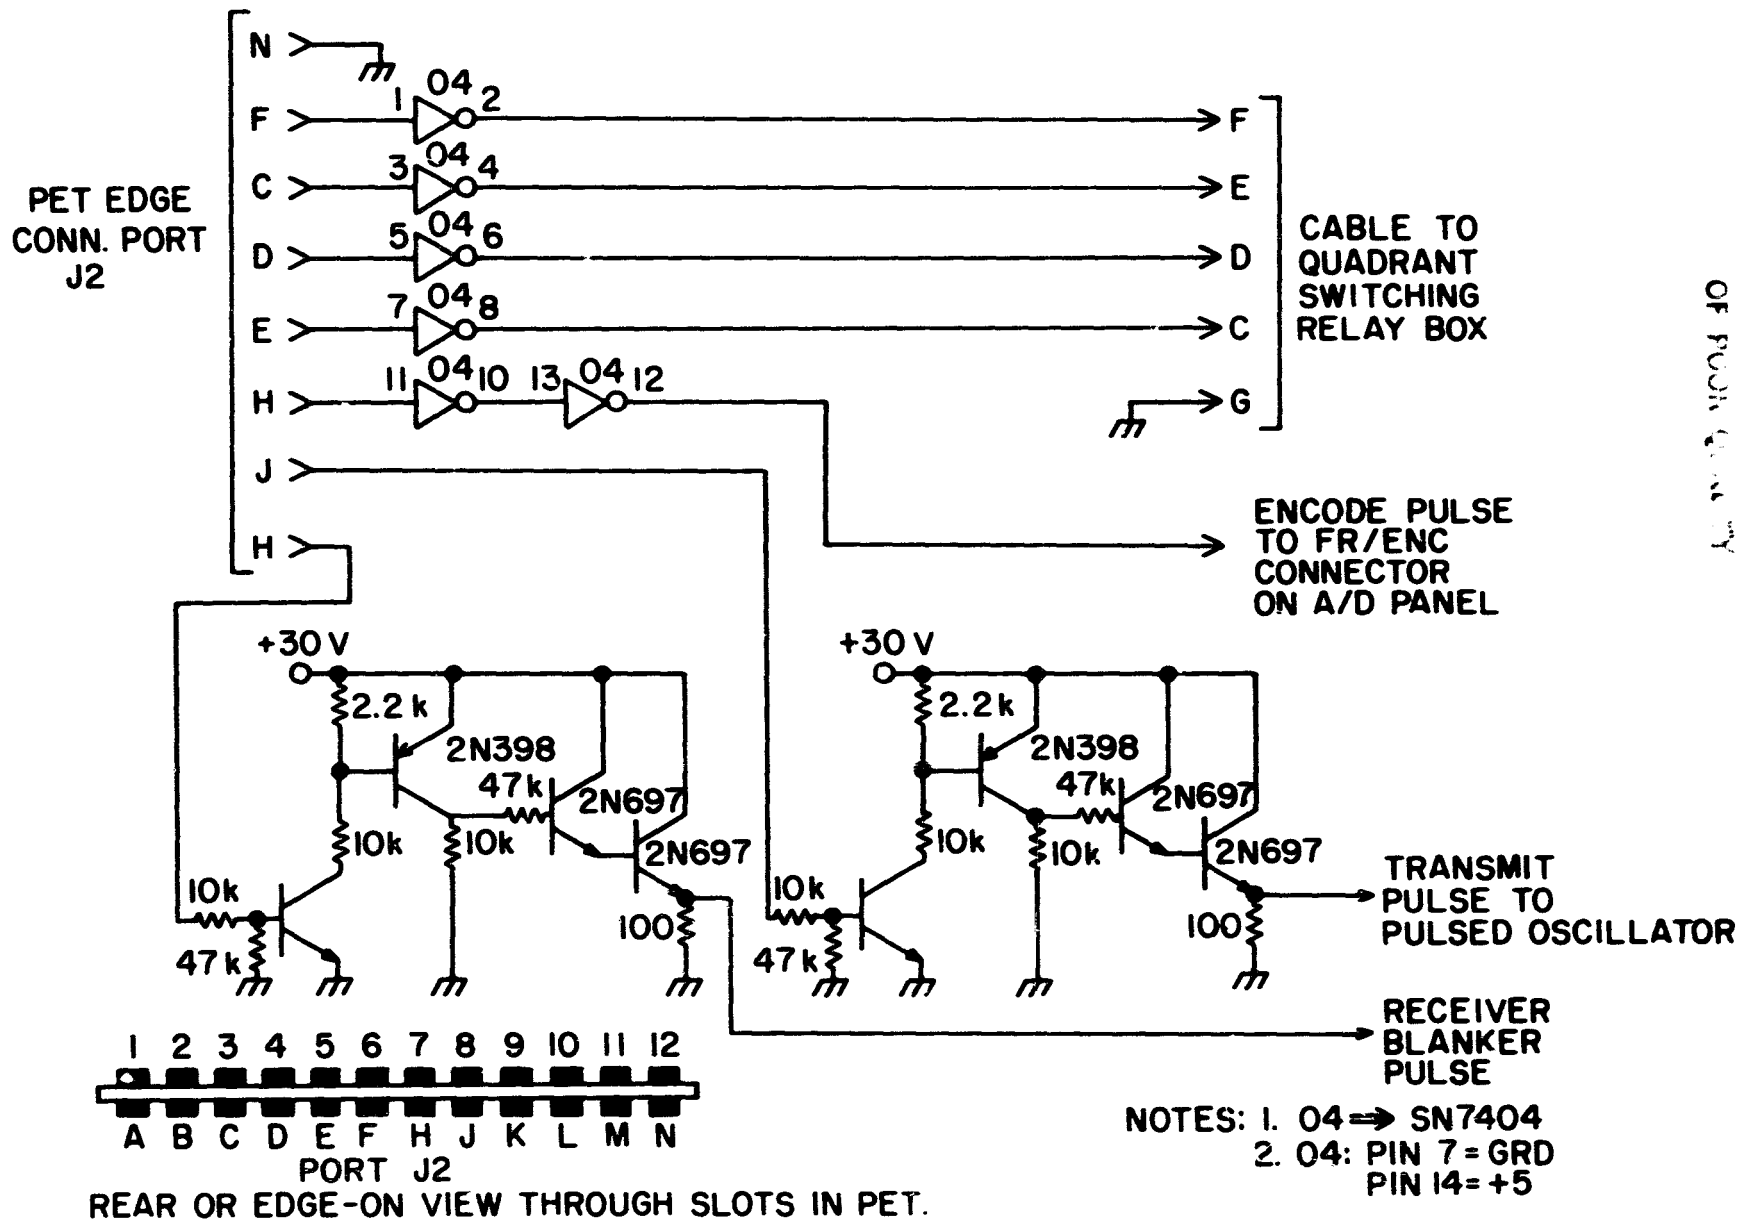 N
04
1 2
F F
04
3 4
C E
PET EDGE
CONN. PORT
J2
04
5 6
D D
CABLE TO
QUADRANT
SWITCHING
RELAY BOX
04
7 8
E C
04 04
11 10 13 12
H G
J
H
ENCODE PULSE
TO FR/ENC
CONNECTOR
ON A/D PANEL
OF
+30 V +30 V
2.2k 2.2k
2N398 2N398
47k 47k
2N697 2N697
10k 10k 10k 10k
2N697 2N697
10k 10k
100 100
47k 47k
TRANSMIT
PULSE TO
PULSED OSCILLATOR
RECEIVER
BLANKER
PULSE
1 2 3 4 5 6 7 8 9 10 11 12
A B C D E F H J K L M N
PORT J2
REAR OR EDGE-ON VIEW THROUGH SLOTS IN PET.
NOTES: 1. 04⇒ SN7404
2. 04: PIN 7 = GRD
PIN 14 = +5